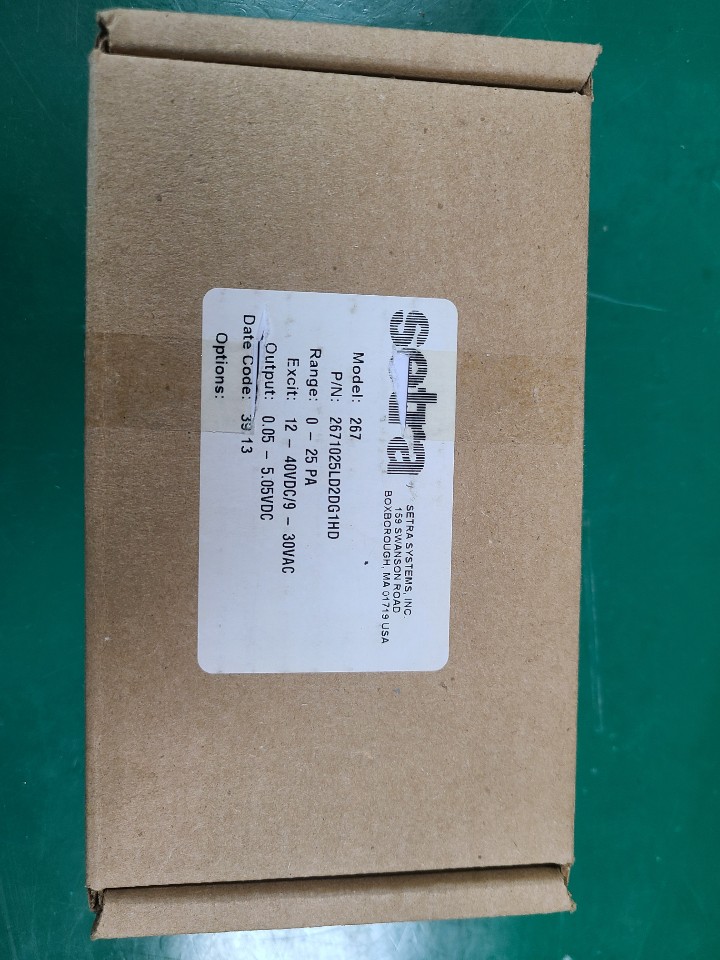 setra
SETRA SYSTEMS, INC.
159 SWANSON ROAD
BOXBOROUGH, MA 01719 USA
Model: 267
P/N: 2671025LD2DG1HD
Range: 0 – 25 PA
Excit: 12 – 40VDC/9 – 30VAC
Output: 0.05 – 5.05VDC
Date Code: 39 13
Options: